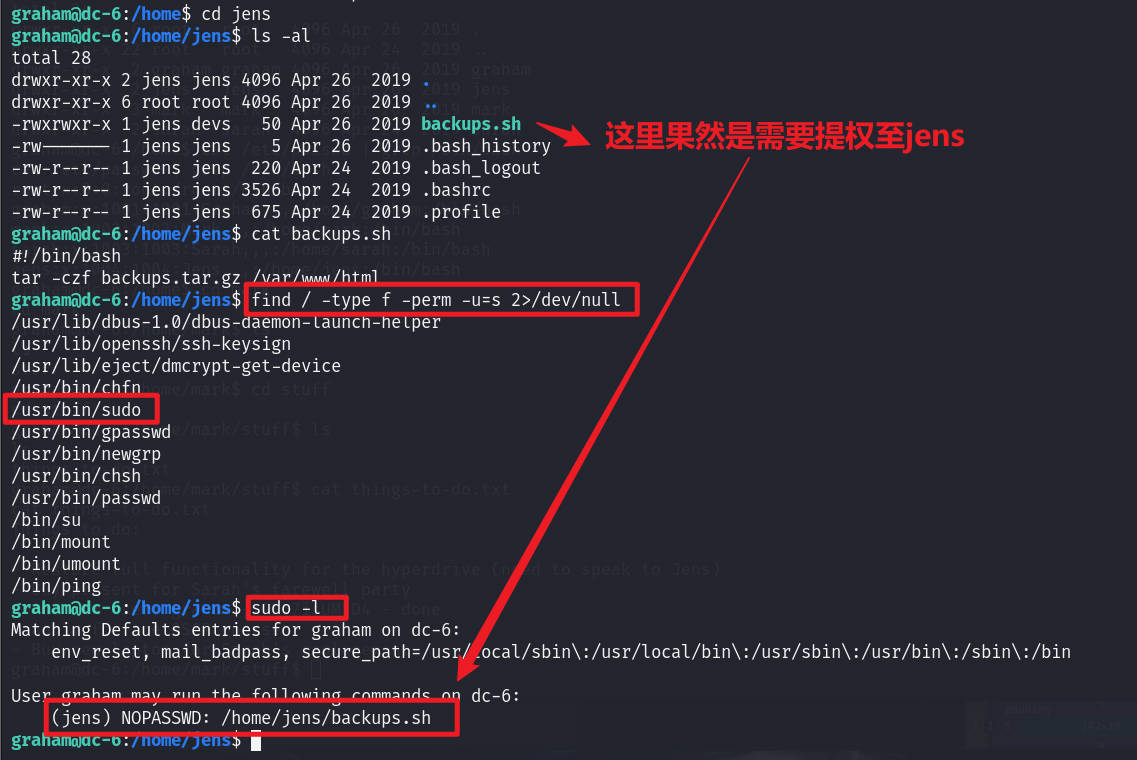 graham@dc-6:/home$ cd jens
graham@dc-6:/home/jens$ ls -al
total 28
drwxr-xr-x 2 jens jens 4096 Apr 26  2019 .
drwxr-xr-x 6 root root 4096 Apr 26  2019 ..
-rwxrwxr-x 1 jens devs   50 Apr 26  2019 backups.sh
这里果然是需要提权至jens
-rw------- 1 jens jens    5 Apr 26  2019 .bash_history
-rw-r--r-- 1 jens jens  220 Apr 24  2019 .bash_logout
-rw-r--r-- 1 jens jens 3526 Apr 24  2019 .bashrc
-rw-r--r-- 1 jens jens  675 Apr 24  2019 .profile
graham@dc-6:/home/jens$ cat backups.sh
#!/bin/bash
tar -czf backups.tar.gz /var/www/html
graham@dc-6:/home/jens$ find / -type f -perm -u=s 2>/dev/null
/usr/lib/dbus-1.0/dbus-daemon-launch-helper
/usr/lib/openssh/ssh-keysign
/usr/lib/eject/dmcrypt-get-device
/usr/bin/chfn
/usr/bin/sudo
/usr/bin/gpasswd
/usr/bin/newgrp
/usr/bin/chsh
/usr/bin/passwd
/bin/su
/bin/mount
/bin/umount
/bin/ping
graham@dc-6:/home/jens$ sudo -l
Matching Defaults entries for graham on dc-6:
    env_reset, mail_badpass, secure_path=/usr/local/sbin\:/usr/local/bin\:/usr/sbin\:/usr/bin\:/sbin\:/bin
User graham may run the following commands on dc-6:
    (jens) NOPASSWD: /home/jens/backups.sh
graham@dc-6:/home/jens$